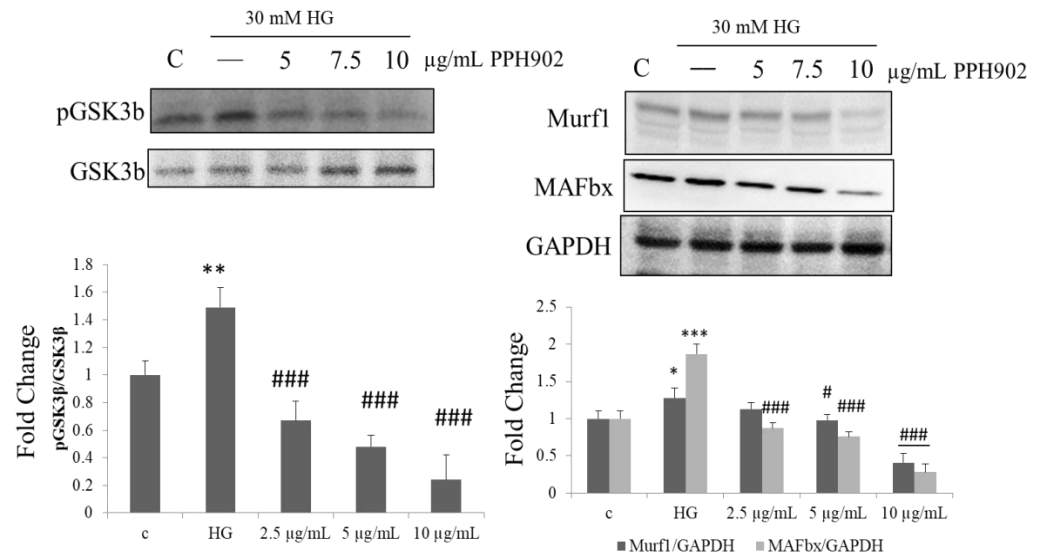 30 mM HG
C — 5 7.5 10 µg/mL PPH902
pGSK3b
GSK3b
Fold Change
pGSK3β/GSK3β
1.8
1.6
1.4
1.2
1
0.8
0.6
0.4
0.2
0
**
###
###
###
c HG 2.5 µg/mL 5 µg/mL 10 µg/mL
30 mM HG
C — 5 7.5 10
µg/mL PPH902
Murf1
MAFbx
GAPDH
Fold Change
2.5
2
1.5
1
0.5
0
*
***
###
#
###
###
c HG 2.5 µg/mL 5 µg/mL 10 µg/mL
Murf1/GAPDH MAFbx/GAPDH